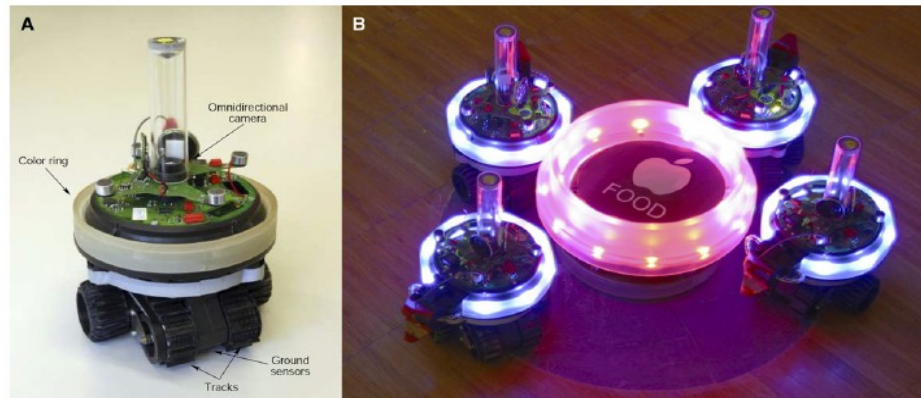 A
Omnidirectional
camera
Color ring
Ground
sensors
Tracks
B
FOOD